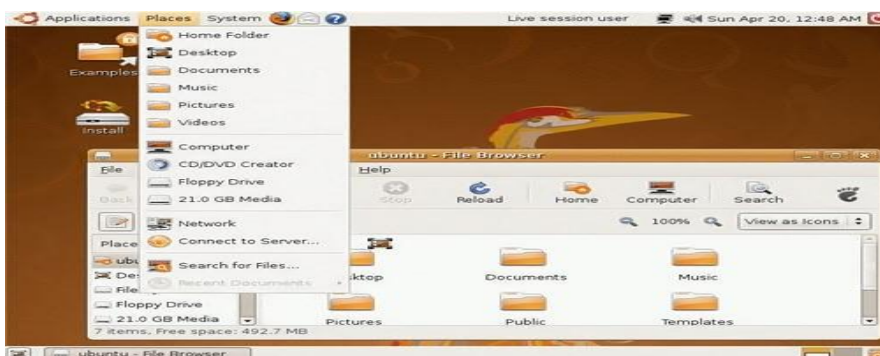 Applications Places System Live session user Sun Apr 20, 12:48 AM
Examples
Install
Home Folder
Desktop
Documents
Music
Pictures
Videos
Computer
CD/DVD Creator
Floppy Drive
21.0 GB Media
Network
Connect to Server...
Search for Files...
Recent Documents
ubuntu - File Browser
File Help
Back Stop Reload Home Computer Search
100% View as Icons
Place
ubu
De
File
Floppy Drive
21.0 GB Media
ktop Documents Music
Pictures Public Templates
7 items, Free space: 492.7 MB
ubuntu - File Browser